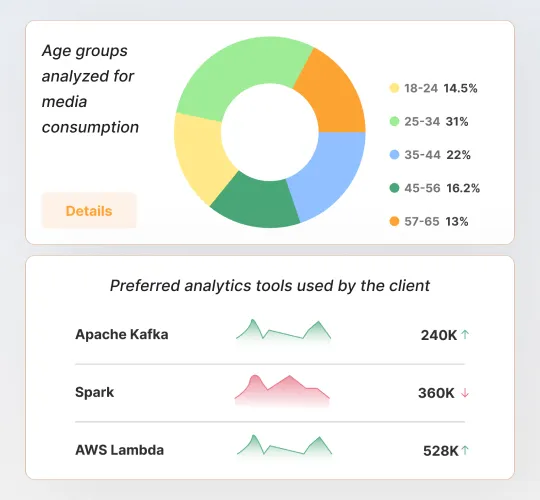 Age groups
analyzed for
media
consumption
Details
18-24 14.5%
25-34 31%
35-44 22%
45-56 16.2%
57-65 13%
Preferred analytics tools used by the client
Apache Kafka 240K ↑
Spark 360K ↓
AWS Lambda 528K ↑